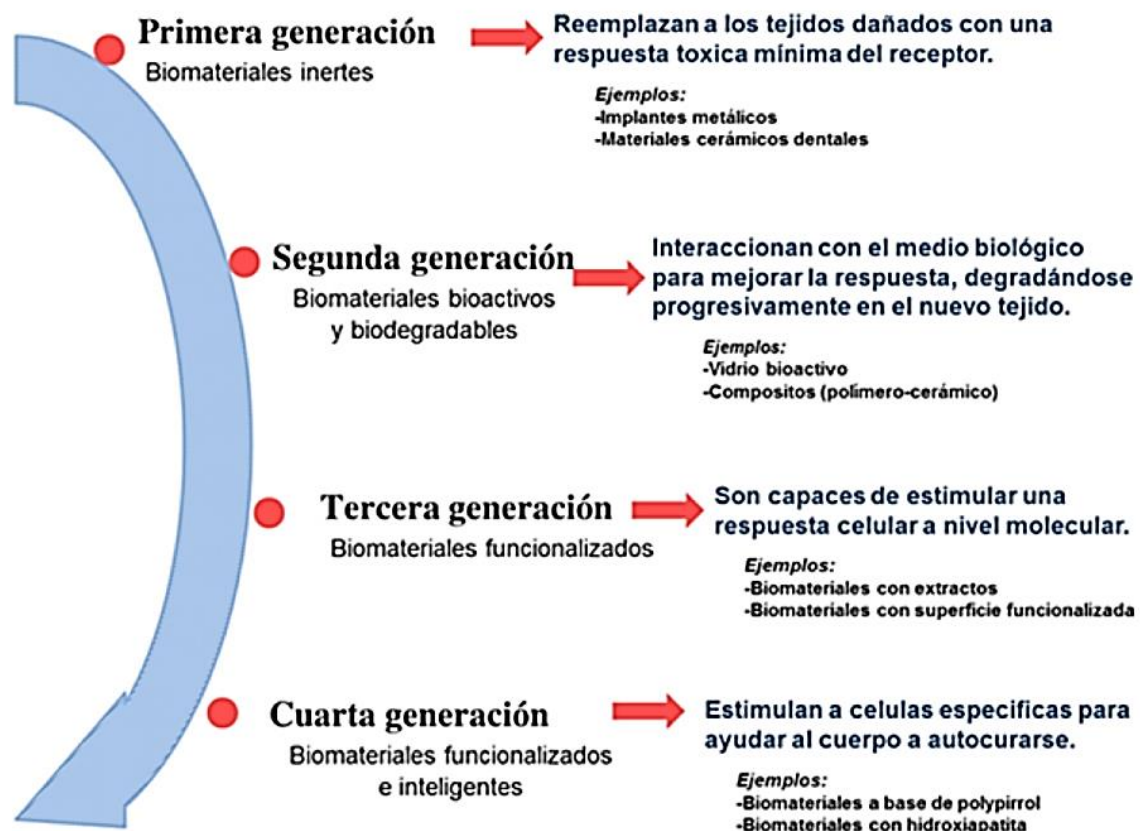 Primera generación
Biomateriales inertes
Reemplazan a los tejidos dañados con una
respuesta toxica mínima del receptor.
Ejemplos:
-Implantes metálicos
-Materiales cerámicos dentales
Segunda generación
Biomateriales bioactivos
y biodegradables
Interaccionan con el medio biológico
para mejorar la respuesta, degradándose
progresivamente en el nuevo tejido.
Ejemplos:
-Vidrio bioactivo
-Compositos (polímero-cerámico)
Tercera generación
Biomateriales funcionalizados
Son capaces de estimular una
respuesta celular a nivel molecular.
Ejemplos:
-Biomateriales con extractos
-Biomateriales con superficie funcionalizada
Cuarta generación
Biomateriales funcionalizados
e inteligentes
Estimulan a celulas especificas para
ayudar al cuerpo a autocurarse.
Ejemplos:
-Biomateriales a base de polypirrol
-Biomateriales con hidroxiapatita